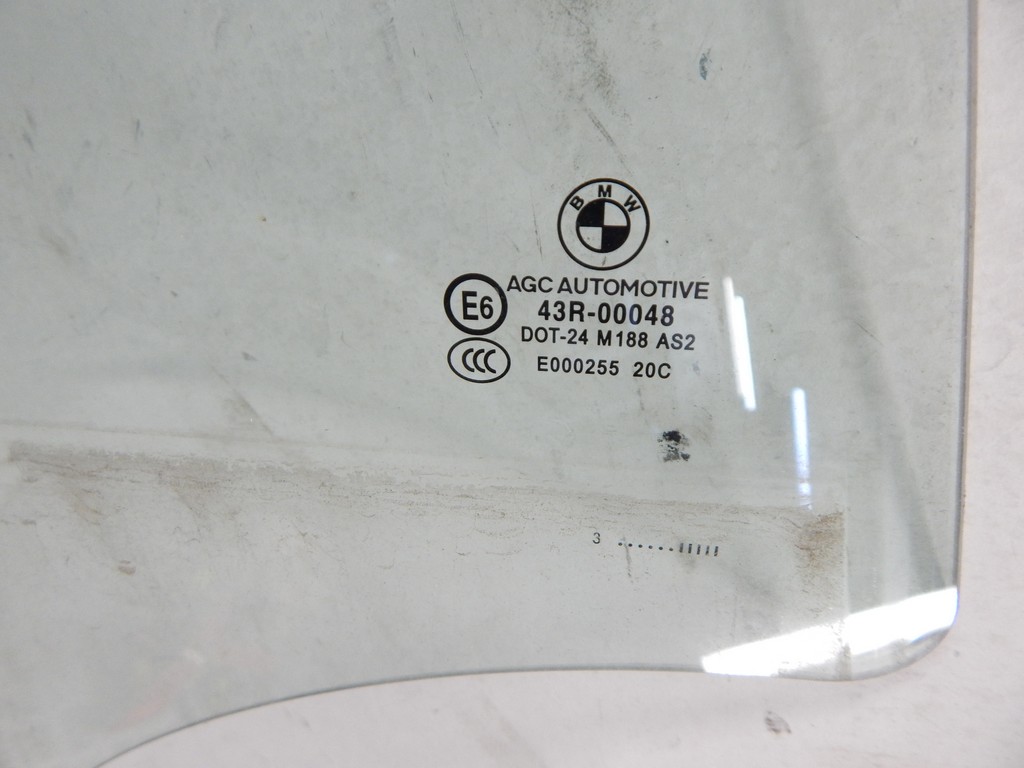 BMW
AGC AUTOMOTIVE
E6 43R-00048
DOT-24 M188 AS2
CCC E000255 20C
3